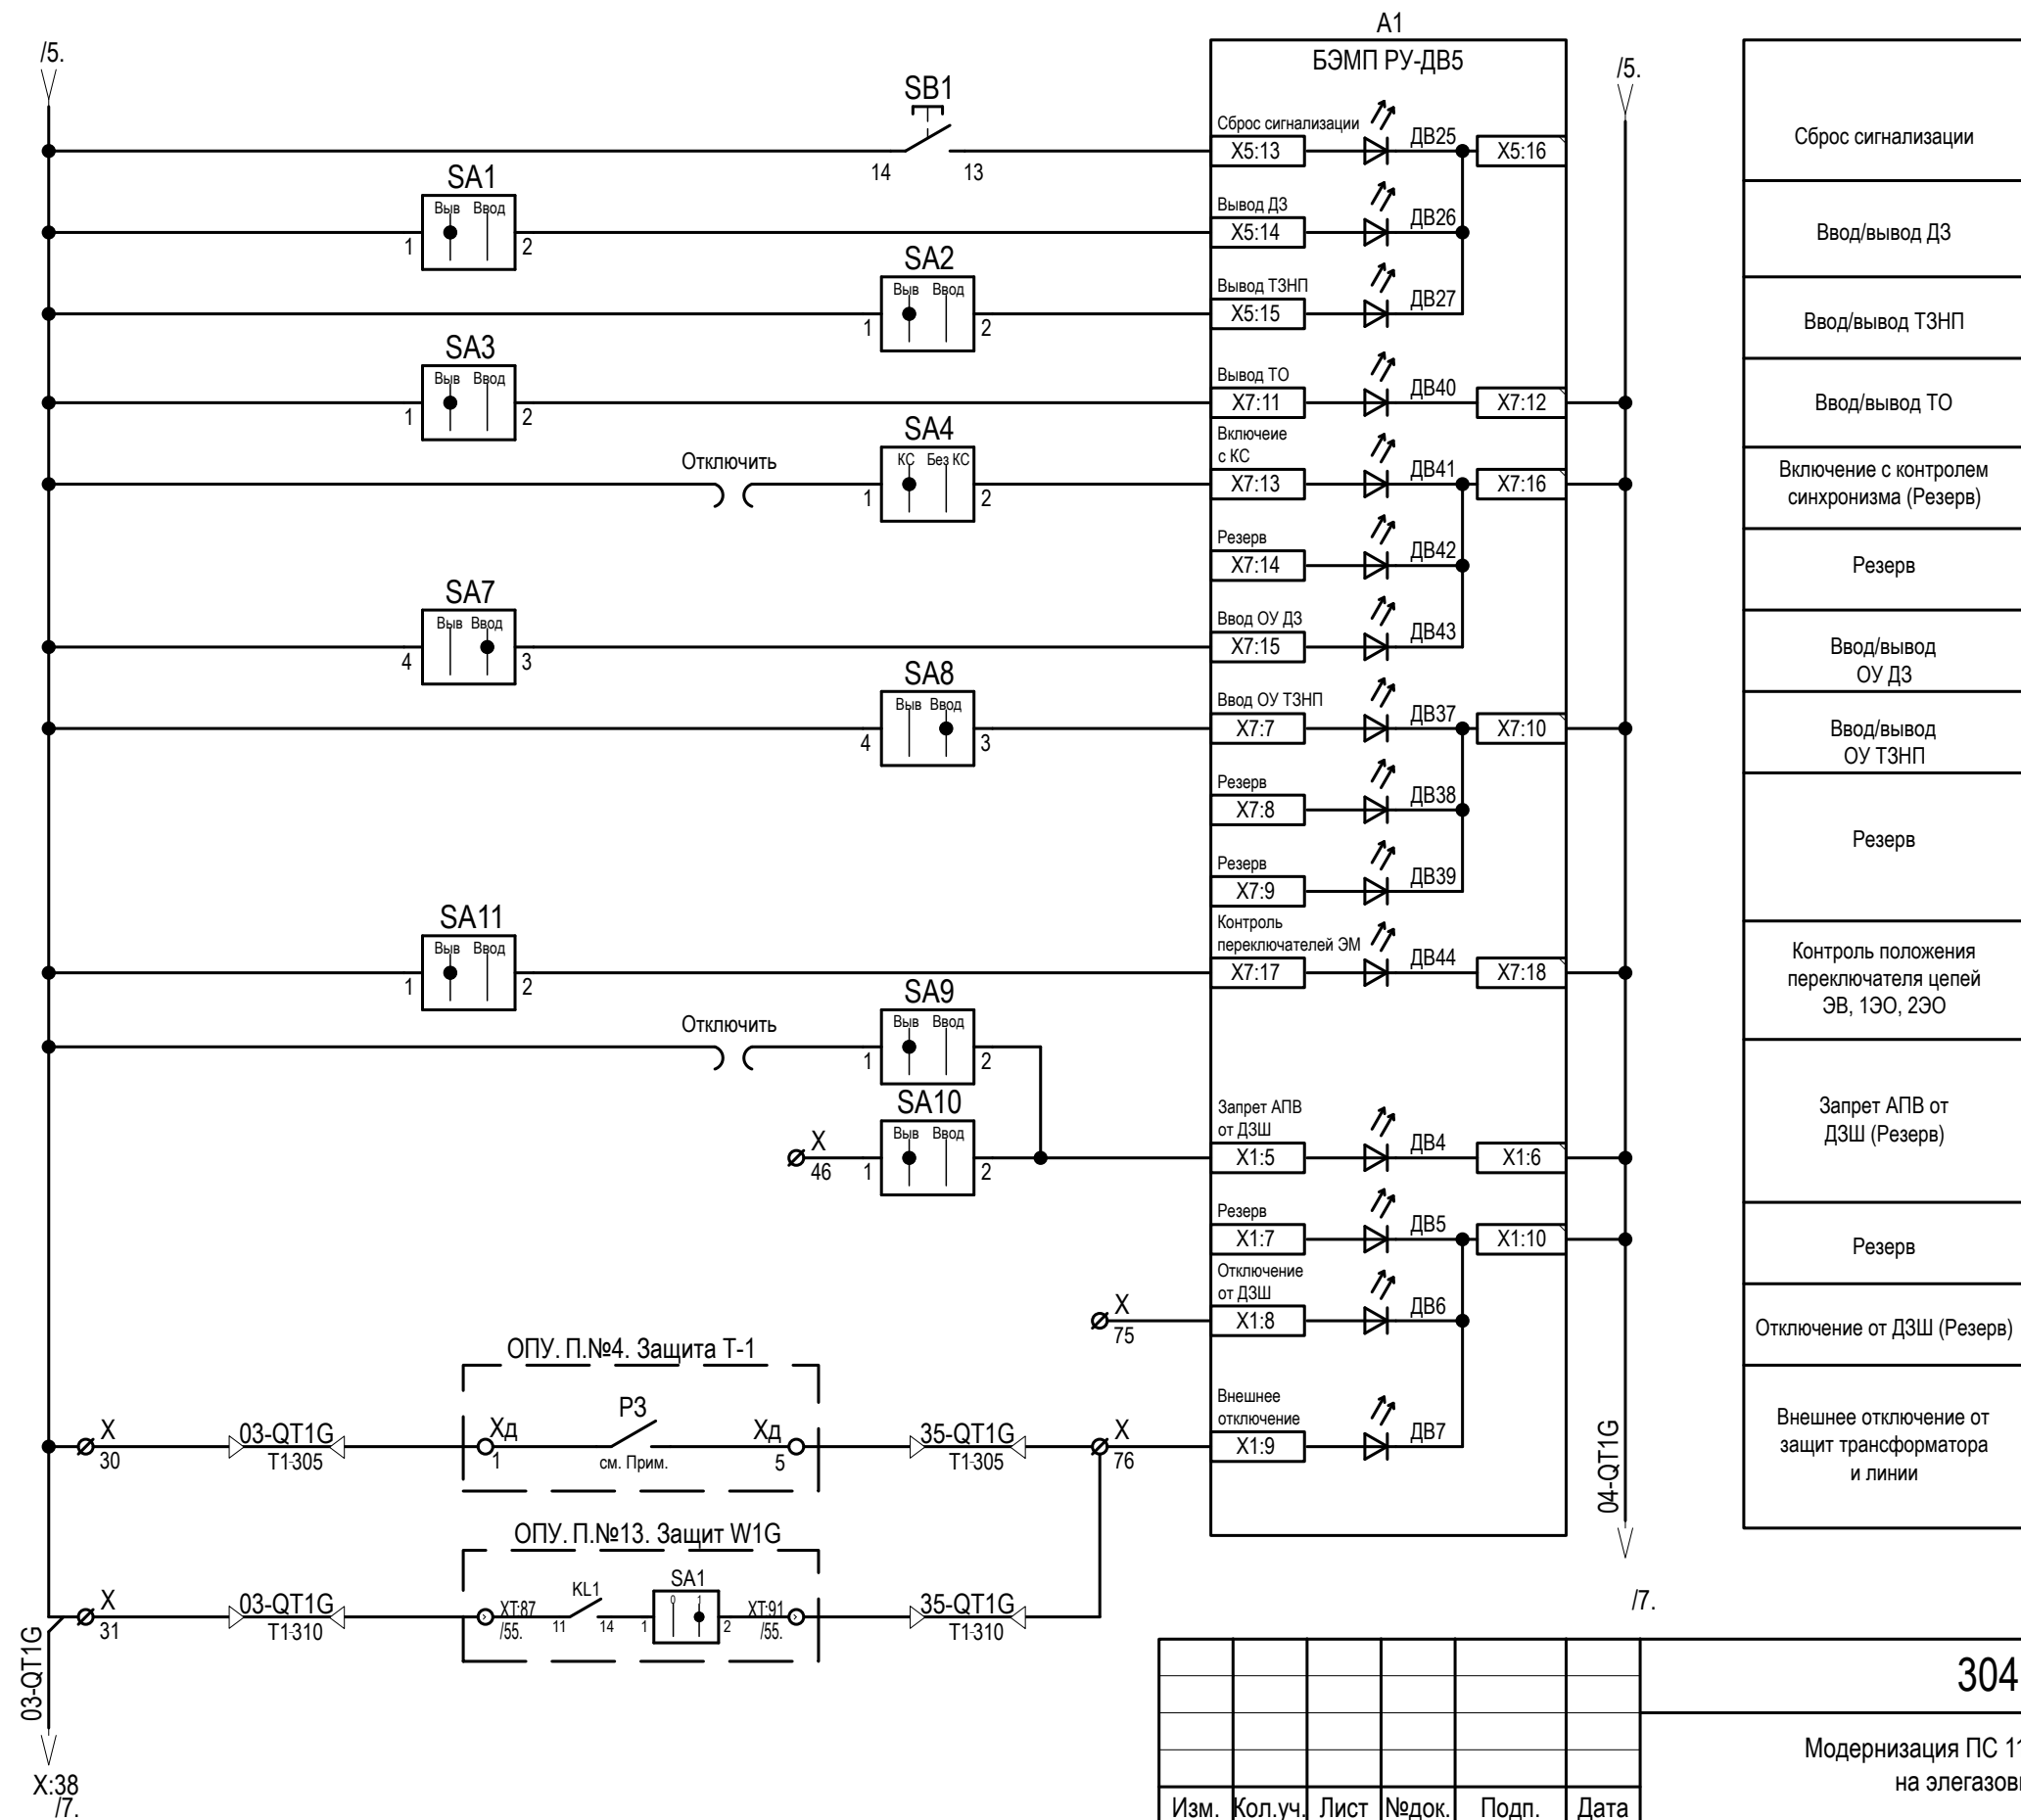 /5.
A1
БЭМП РУ-ДВ5
/5.
SB1
14
13
Сброс сигнализации
X5:13
ДВ25
X5:16
Сброс сигнализации
SA1
Выв Ввод
1
2
Вывод ДЗ
X5:14
ДВ26
Ввод/вывод ДЗ
SA2
Выв Ввод
1
2
Вывод ТЗНП
X5:15
ДВ27
Ввод/вывод ТЗНП
SA3
Выв Ввод
1
2
Вывод ТО
X7:11
ДВ40
X7:12
Ввод/вывод ТО
SA4
Отключить
КС Без КС
1
2
Включеие
с КС
X7:13
ДВ41
X7:16
Включение с контролем
синхронизма (Резерв)
Резерв
X7:14
ДВ42
Резерв
SA7
Выв Ввод
4
3
Ввод ОУ ДЗ
X7:15
ДВ43
Ввод/вывод
ОУ ДЗ
SA8
Выв Ввод
4
3
Ввод ОУ ТЗНП
X7:7
ДВ37
X7:10
Ввод/вывод
ОУ ТЗНП
Резерв
X7:8
ДВ38
Резерв
Резерв
X7:9
ДВ39
SA11
Выв Ввод
1
2
Контроль
переключателей ЭМ
X7:17
ДВ44
X7:18
Контроль положения
переключателя цепей
ЭВ, 1ЭО, 2ЭО
SA9
Отключить
Выв Ввод
1
2
SA10
X
46
Выв Ввод
1
2
Запрет АПВ
от ДЗШ
X1:5
ДВ4
X1:6
Запрет АПВ от
ДЗШ (Резерв)
Резерв
X1:7
ДВ5
X1:10
Резерв
X
75
Отключение
от ДЗШ
X1:8
ДВ6
Отключение от ДЗШ (Резерв)
ОПУ. П.№4. Защита Т-1
X
30
03-QT1G
T1-305
Хд
1
Р3
см. Прим.
Хд
5
35-QT1G
T1-305
X
76
Внешнее
отключение
X1:9
ДВ7
04-QT1G
Внешнее отключение от
защит трансформатора
и линии
ОПУ. П.№13. Защит W1G
X
31
03-QT1G
T1-310
XT:87
/55.
KL1
11
14
SA1
0 1
1
2
XT:91
/55.
35-QT1G
T1-310
/7.
03-QT1G
X:38
/7.
304
Модернизация ПС 11
на элегазов
Изм. Кол.уч. Лист №док. Подп. Дата